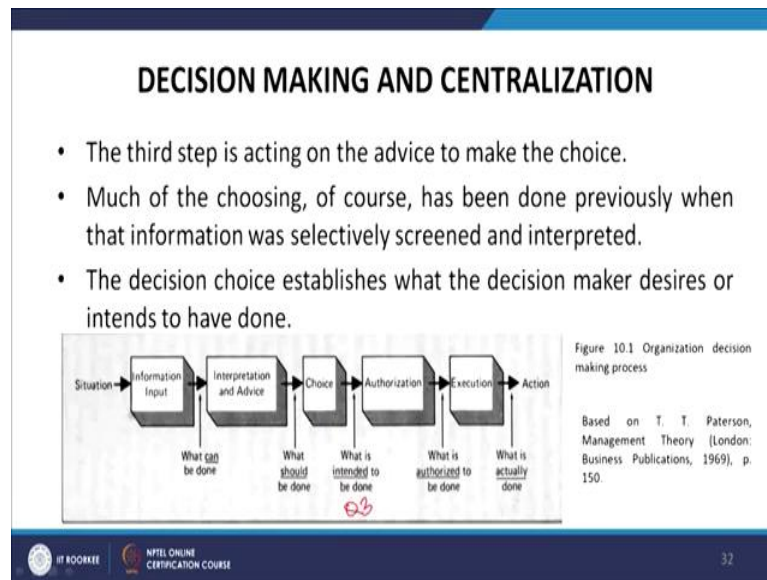 DECISION MAKING AND CENTRALIZATION
• The third step is acting on the advice to make the choice.
• Much of the choosing, of course, has been done previously when
that information was selectively screened and interpreted.
• The decision choice establishes what the decision maker desires or
intends to have done.
Situation
Information
Input
Interpretation
and Advice
Choice
Authorization
Execution
Action
What can
be done
What
should
be done
What is
intended to
be done
What is
authorized to
be done
What is
actually
done
Figure 10.1 Organization decision
making process
Based on T. T. Paterson,
Management Theory (London:
Business Publications, 1969), p.
150.
IIT ROORKEE
NPTEL ONLINE
CERTIFICATION COURSE
32